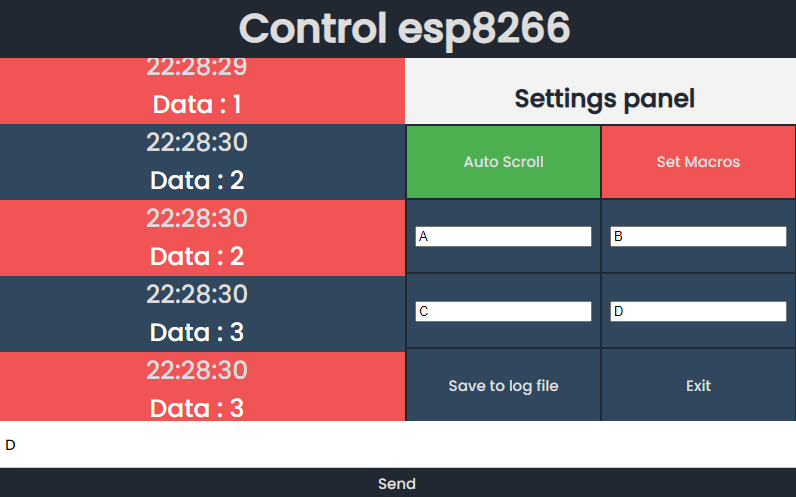 Control esp8266
22:28:29
Data : 1
22:28:30
Data : 2
22:28:30
Data : 2
22:28:30
Data : 3
22:28:30
Data : 3
Settings panel
Auto Scroll
Set Macros
A
B
C
D
Save to log file
Exit
D
Send